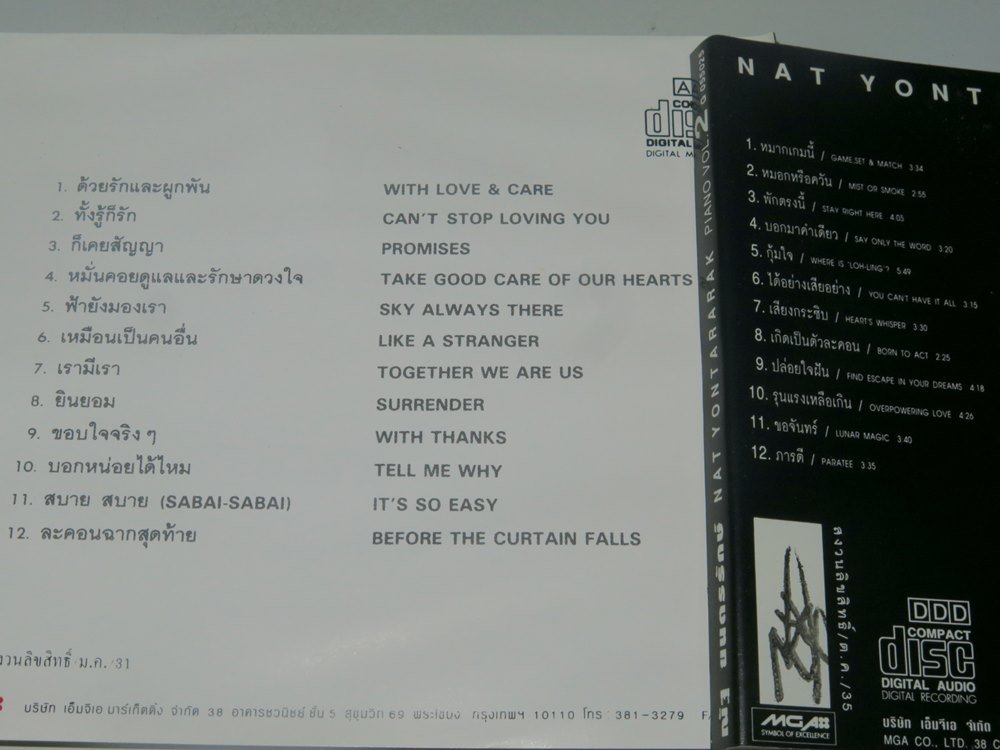 1. ด้วยรักและผูกพัน WITH LOVE & CARE
2. ทั้งรู้ก็รัก CAN'T STOP LOVING YOU
3. ก็เคยสัญญา PROMISES
4. หมั่นคอยดูแลและรักษาดวงใจ TAKE GOOD CARE OF OUR HEARTS
5. ฟ้ายังมองเรา SKY ALWAYS THERE
6. เหมือนเป็นคนอื่น LIKE A STRANGER
7. เรามีเรา TOGETHER WE ARE US
8. ยินยอม SURRENDER
9. ขอบใจจริง ๆ WITH THANKS
10. บอกหน่อยได้ไหม TELL ME WHY
11. สบาย สบาย (SABAI-SABAI) IT'S SO EASY
12. ละคอนฉากสุดท้าย BEFORE THE CURTAIN FALLS
ลิขสิทธิ์/ม.ค./31
บริษัท เอ็มจีเอ มาร์เก็ตติ้ง จำกัด 38 อาคารชวนิชย์ ชั้น 5 สุขุมวิท 69 พระโขนง กรุงเทพฯ 10110 โทร : 381-3279
DIGITAL
NAT YONTARARAK PIANO VOL. 2
ณัฐ ยนตรรักษ์
NAT YONT
1. หมากเกมนี้ / GAME, SET & MATCH 3:34
2. หมอกหรือควัน / MIST OR SMOKE 2:55
3. พักตรงนี้ / STAY RIGHT HERE 4:05
4. บอกมาคำเดียว / SAY ONLY THE WORD 3:20
5. กุ้มใจ / WHERE IS "LOH-LING"? 5:49
6. ได้อย่างเสียอย่าง / YOU CAN'T HAVE IT ALL 3:15
7. เสียงกระซิบ / HEART'S WHISPER 3:30
8. เกิดเป็นตัวละคอน / BORN TO ACT 2:25
9. ปล่อยใจฝัน / FIND ESCAPE IN YOUR DREAMS 4:18
10. รุนแรงเหลือเกิน / OVERPOWERING LOVE 4:26
11. ขอจันทร์ / LUNAR MAGIC 3:40
12. ภารตี / PARATEE 3:35
สงวนลิขสิทธิ์/ต.ค./35
MGA
SYMBOL OF EXCELLENCE
DDD
COMPACT
disc
DIGITAL AUDIO
DIGITAL RECORDING
บริษัท เอ็มจีเอ จำกัด
MGA CO., LTD. 38